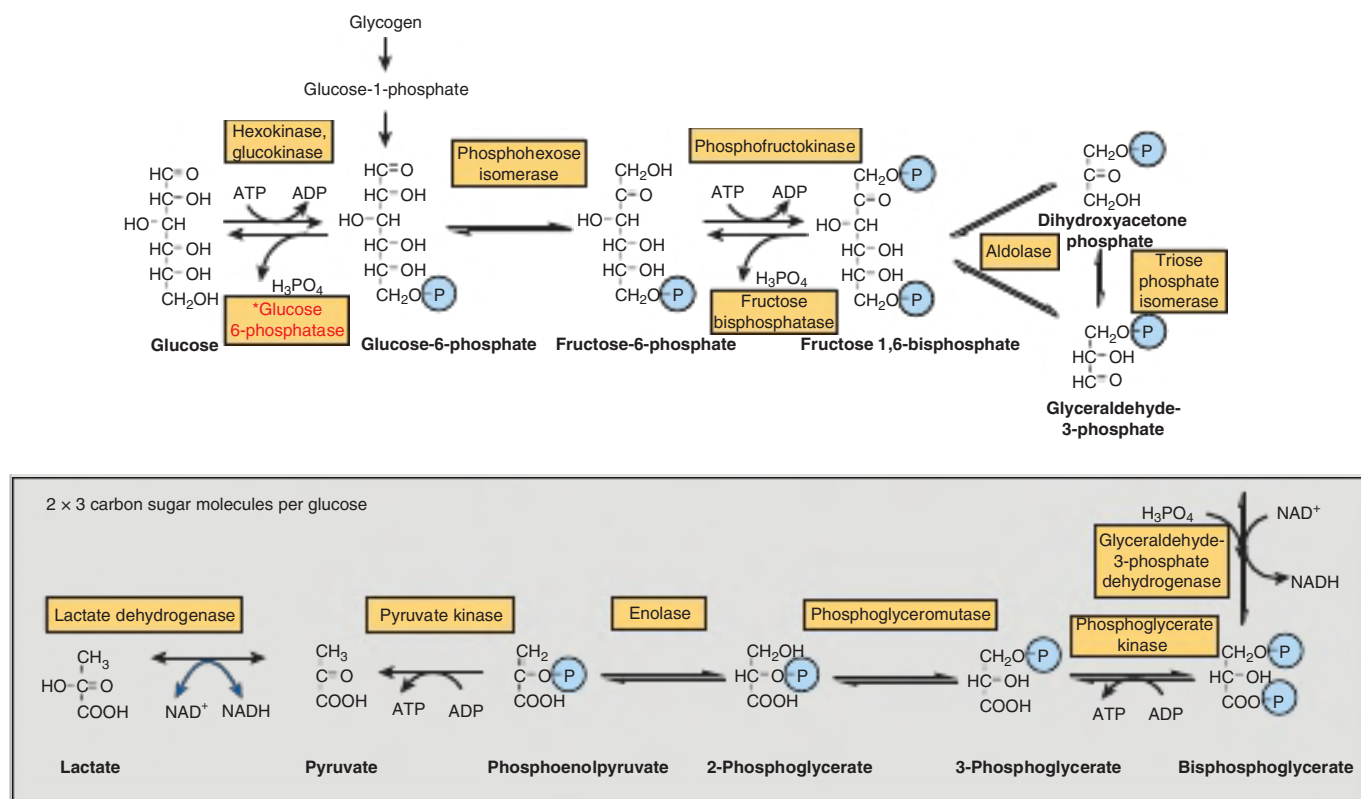 Glycogen
Glucose-1-phosphate
Hexokinase,
glucokinase
Phosphohexose
isomerase
Phosphofructokinase
HC=O
HC-OH
HO-CH
HC-OH
HC-OH
CH2OH
ATP
ADP
H3PO4
*Glucose
6-phosphatase
Glucose
HC=O
HC-OH
HO-CH
HC-OH
HC-OH
CH2O-P
Glucose-6-phosphate
CH2OH
C=O
HO-CH
HC-OH
HC-OH
CH2O-P
Fructose-6-phosphate
ATP
ADP
H3PO4
Fructose
bisphosphatase
CH2O-P
C=O
HO-CH
HC-OH
HC-OH
CH2O-P
Fructose 1,6-bisphosphate
Aldolase
CH2O-P
C=O
CH2OH
Dihydroxyacetone
phosphate
Triose
phosphate
isomerase
CH2O-P
HC-OH
HC=O
Glyceraldehyde-
3-phosphate
2 × 3 carbon sugar molecules per glucose
H3PO4
NAD+
Glyceraldehyde-
3-phosphate
dehydrogenase
NADH
Lactate dehydrogenase
Pyruvate kinase
Enolase
Phosphoglyceromutase
Phosphoglycerate
kinase
CH3
HO-C=O
COOH
NAD+
NADH
Lactate
CH3
C=O
COOH
Pyruvate
ATP
ADP
CH2
C-O-P
COOH
Phosphoenolpyruvate
CH2OH
HC-O-P
COOH
2-Phosphoglycerate
CH2O-P
HC-OH
COOH
3-Phosphoglycerate
ATP
ADP
CH2O-P
HC-OH
COO-P
Bisphosphoglycerate